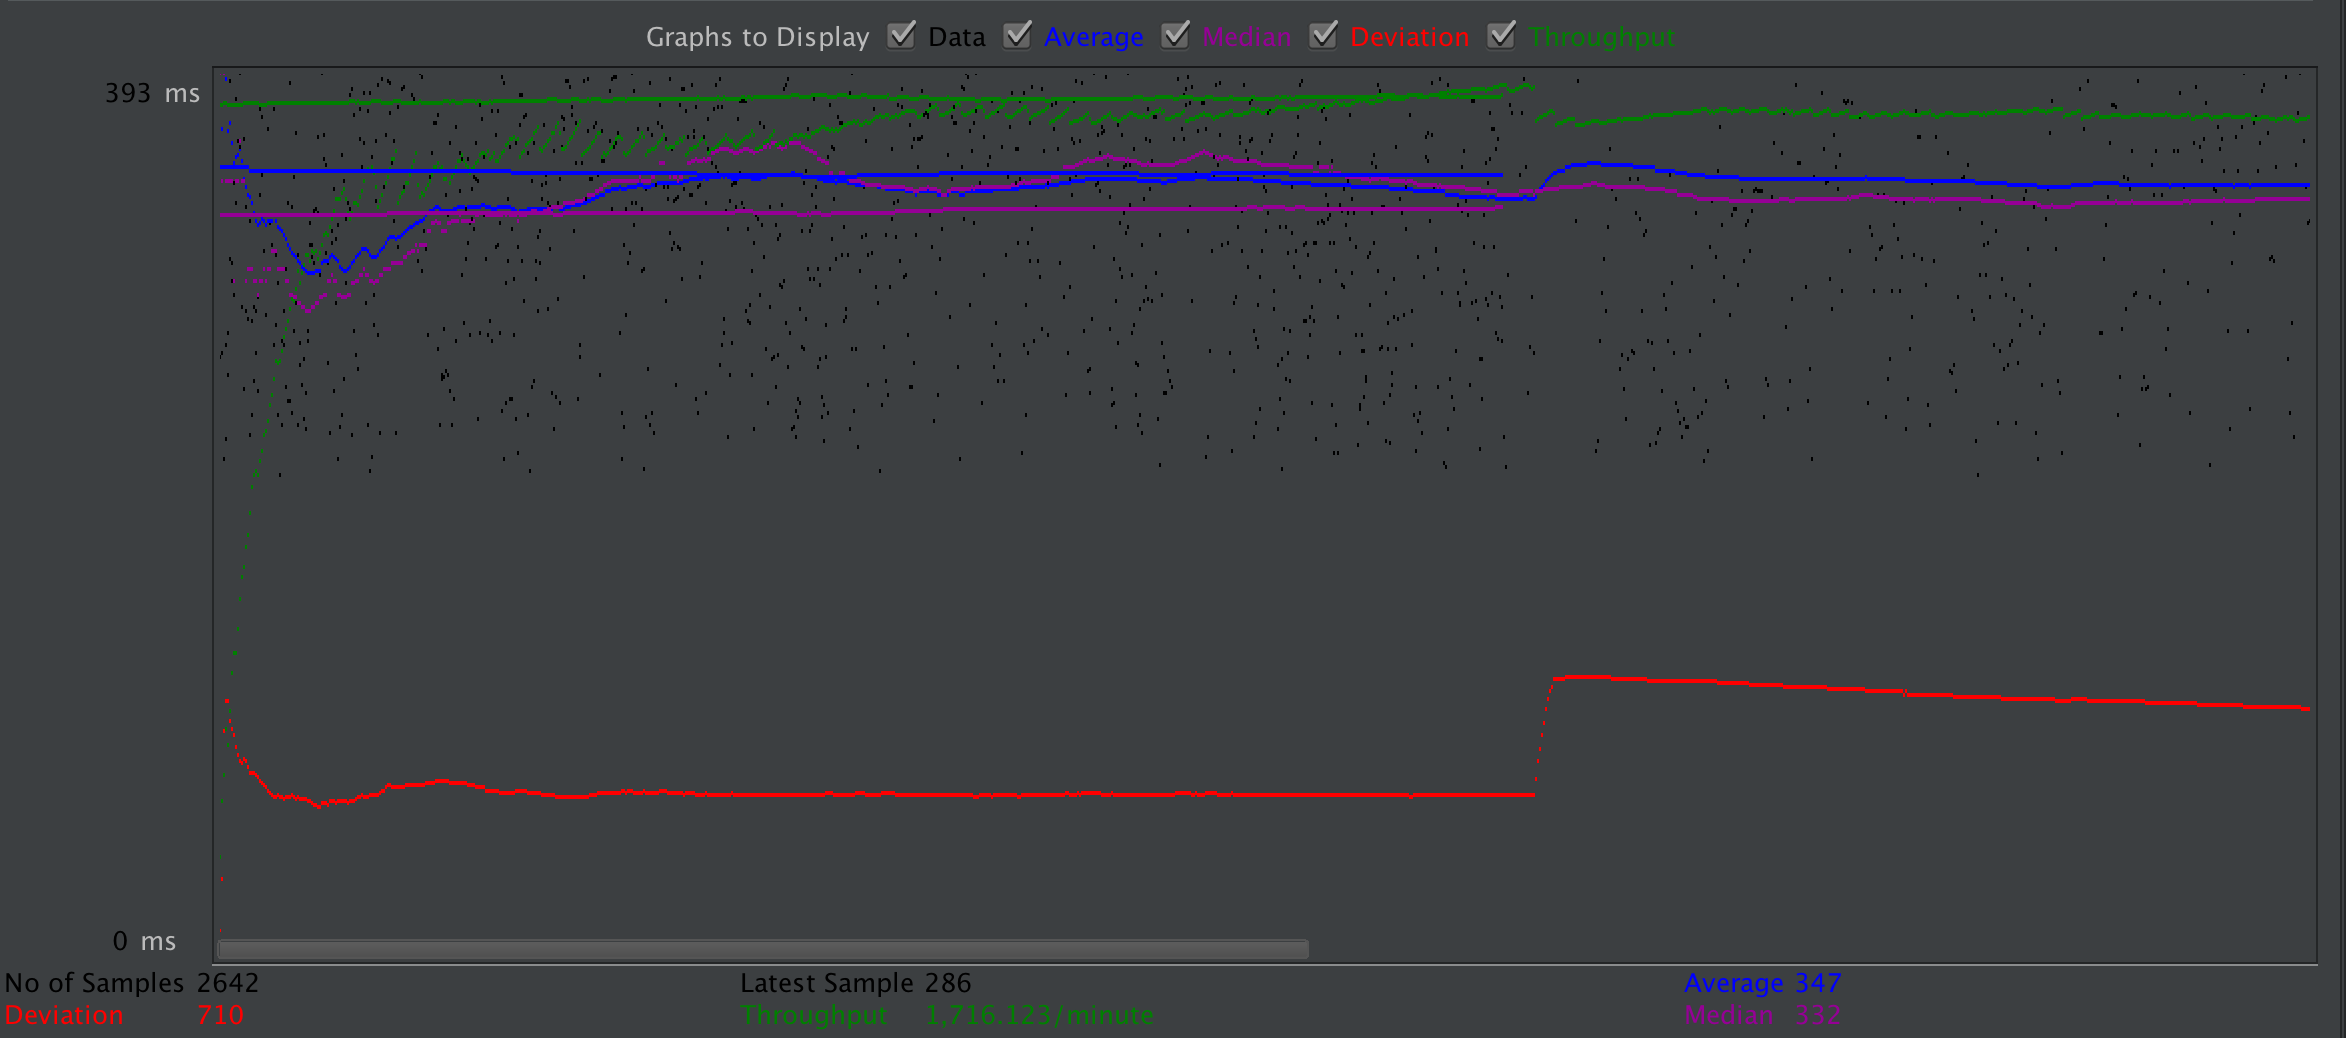 Graphs to Display Data Average Median Deviation Throughput
393 ms
0 ms
No of Samples 2642 Latest Sample 286 Average 347
Deviation 710 Throughput 1,716.123/minute Median 332